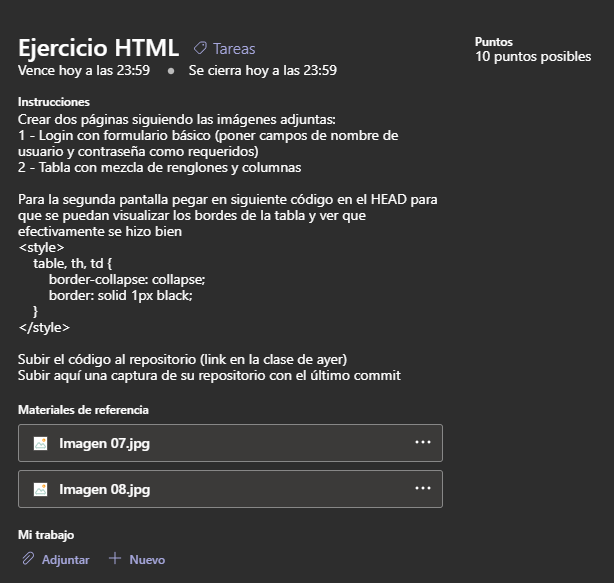 Ejercicio HTML Tareas
Puntos
10 puntos posibles
Vence hoy a las 23:59 • Se cierra hoy a las 23:59
Instrucciones
Crear dos páginas siguiendo las imágenes adjuntas:
1 - Login con formulario básico (poner campos de nombre de
usuario y contraseña como requeridos)
2 - Tabla con mezcla de renglones y columnas
Para la segunda pantalla pegar en siguiente código en el HEAD para
que se puedan visualizar los bordes de la tabla y ver que
efectivamente se hizo bien
<style>
table, th, td {
border-collapse: collapse;
border: solid 1px black;
}
</style>
Subir el código al repositorio (link en la clase de ayer)
Subir aquí una captura de su repositorio con el último commit
Materiales de referencia
Imagen 07.jpg
Imagen 08.jpg
Mi trabajo
Adjuntar Nuevo